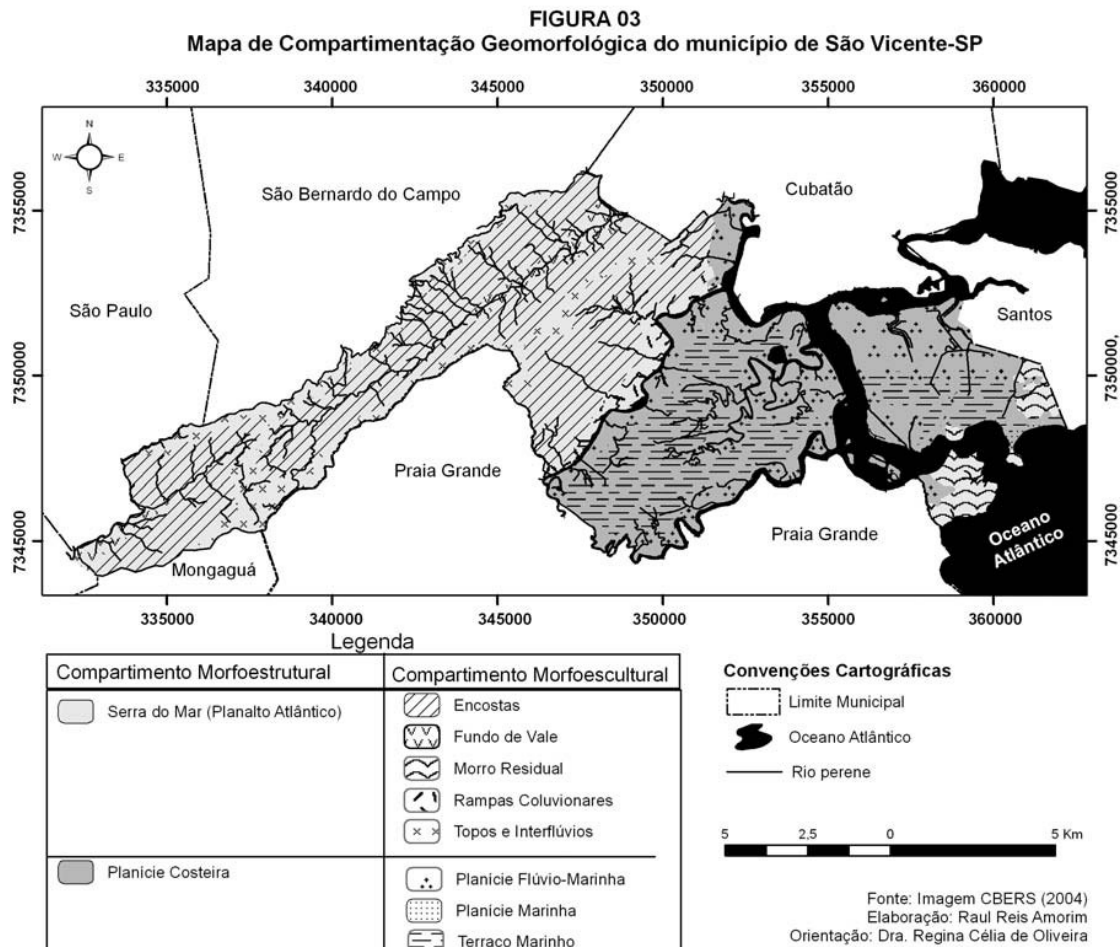 FIGURA 03
Mapa de Compartimentação Geomorfológica do município de São Vicente-SP
335000 340000 345000 350000 355000 360000
N
W E
S
7355000 7355000
7350000 7350000
7345000 7345000
São Bernardo do Campo
Cubatão
São Paulo
Santos
Praia Grande
Praia Grande
Mongaguá
Oceano
Atlântico
335000 340000 345000 350000 355000 360000
Legenda
Compartimento Morfoestrutural
Compartimento Morfoescultural
Serra do Mar (Planalto Atlântico)
Encostas
Fundo de Vale
Morro Residual
Rampas Coluvionares
Topos e Interflúvios
Planície Costeira
Planície Flúvio-Marinha
Planície Marinha
Terraço Marinho
Convenções Cartográficas
Limite Municipal
Oceano Atlântico
Rio perene
5 2,5 0 5 Km
Fonte: Imagem CBERS (2004)
Elaboração: Raul Reis Amorim
Orientação: Dra. Regina Célia de Oliveira